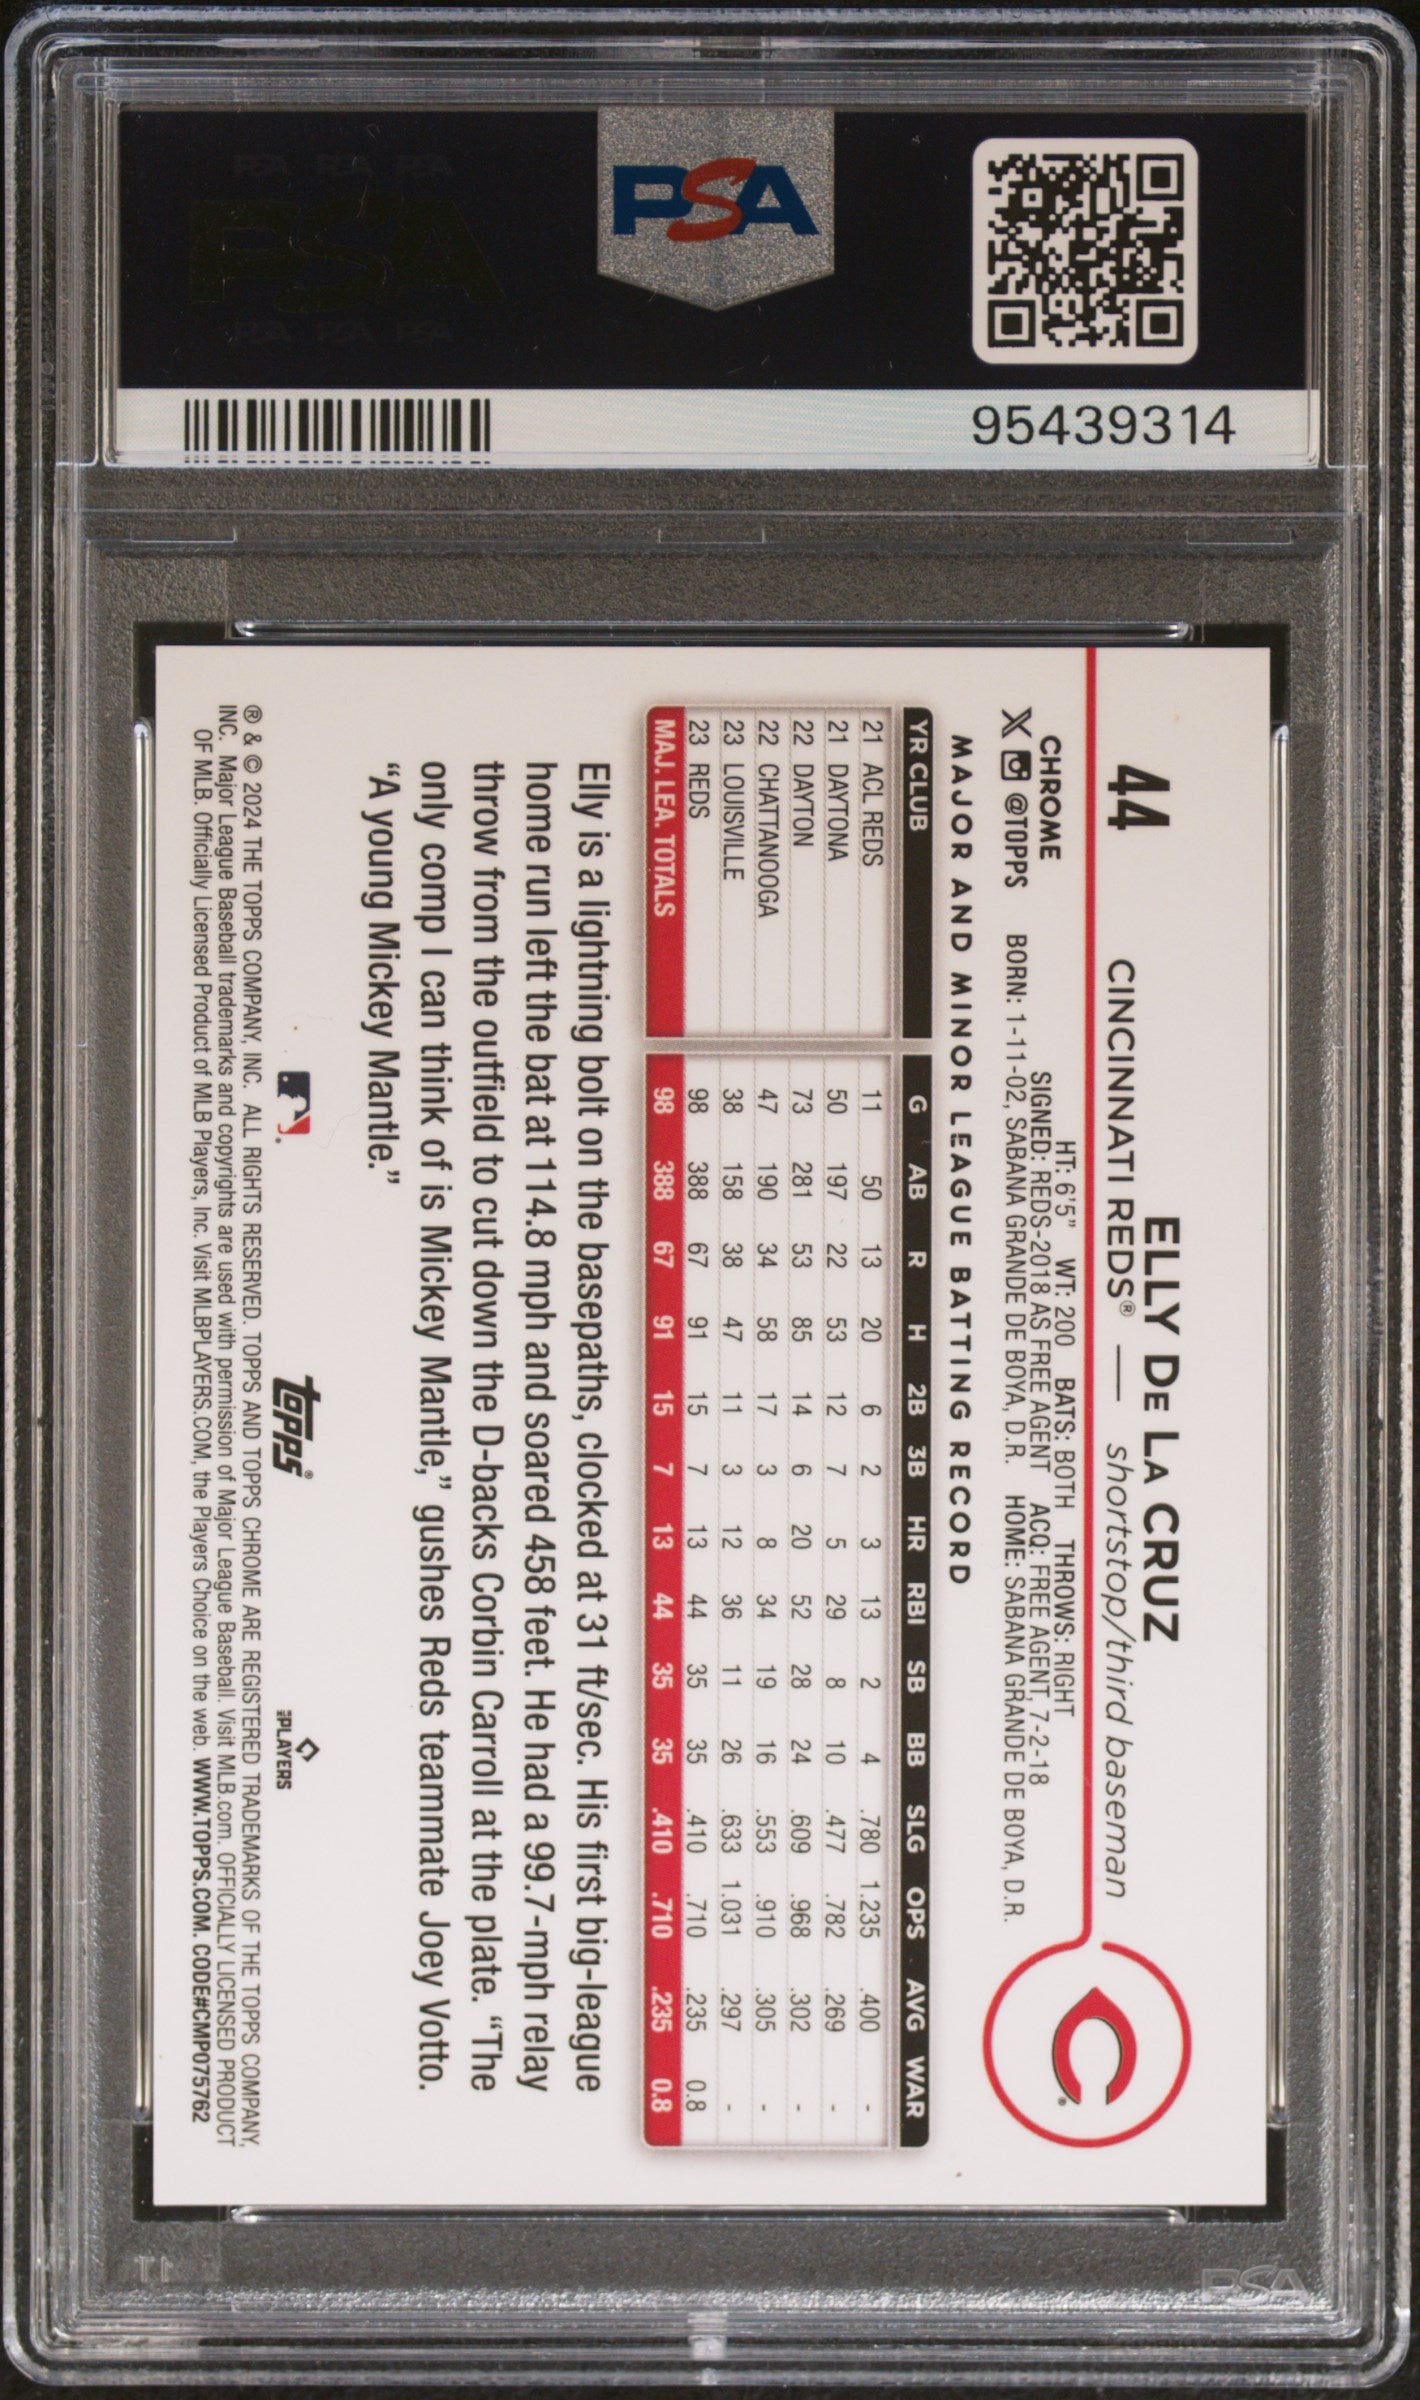 PSA PSA PSA
PSA
PSA PSA PSA
PSA
95439314
44
ELLY DE LA CRUZ
CINCINNATI REDS® — shortstop/third baseman
CHROME
X @TOPPS
HT: 6'5" WT: 200 BATS: BOTH THROWS: RIGHT
SIGNED: REDS-2018 AS FREE AGENT ACQ: FREE AGENT, 7-2-18
BORN: 1-11-02, SABANA GRANDE DE BOYA, D.R. HOME: SABANA GRANDE DE BOYA, D.R.
MAJOR AND MINOR LEAGUE BATTING RECORD
YR CLUB G AB R H 2B 3B HR RBI SB BB SLG OPS AVG WAR
21 ACL REDS 11 50 13 20 6 2 3 13 2 4 .780 1.235 .400 -
21 DAYTONA 50 197 22 53 12 7 5 29 8 10 .477 .782 .269 -
22 DAYTON 73 281 53 85 14 6 20 52 28 24 .609 .968 .302 -
22 CHATTANOOGA 47 190 34 58 17 3 8 34 19 16 .553 .910 .305 -
23 LOUISVILLE 38 158 38 47 11 3 12 36 11 26 .633 1.031 .297 -
23 REDS 98 388 67 91 15 7 13 44 35 35 .410 .710 .235 0.8
MAJ. LEA. TOTALS 98 388 67 91 15 7 13 44 35 35 .410 .710 .235 0.8
Elly is a lightning bolt on the basepaths, clocked at 31 ft/sec. His first big-league
home run left the bat at 114.8 mph and soared 458 feet. He had a 99.7-mph relay
throw from the outfield to cut down the D-backs Corbin Carroll at the plate. “The
only comp I can think of is Mickey Mantle,” gushes Reds teammate Joey Votto.
“A young Mickey Mantle.”
topps®
PLAYERS
® & © 2024 THE TOPPS COMPANY, INC. ALL RIGHTS RESERVED. TOPPS AND TOPPS CHROME ARE REGISTERED TRADEMARKS OF THE TOPPS COMPANY,
INC. Major League Baseball trademarks and copyrights are used with permission of Major League Baseball. Visit MLB.com. OFFICIALLY LICENSED PRODUCT
OF MLB. Officially Licensed Product of MLB Players, Inc. Visit MLBPLAYERS.COM, the Players Choice on the web. WWW.TOPPS.COM. CODE#CMP075762
PSA